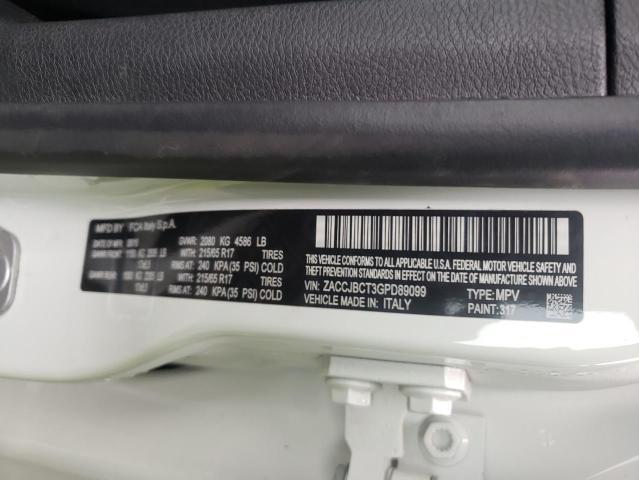 MFD BY FCA Italy S.p.A.
GVWR: 2080 KG 4586 LB
215/65 R17 TIRES
RIMS AT: 240 KPA(35 PSI) COLD
215/65 R17 TIRES
RIMS AT: 240 KPA(35 PSI) COLD
THIS VEHICLE CONFORMS TO ALL APPLICABLE U.S.A. FEDERAL MOTOR VEHICLE SAFETY AND
THEFT PREVENTION STANDARDS IN EFFECT ON THE DATE OF MANUFACTURE SHOWN ABOVE.
VIN: ZACCJBCT3GPD89099 TYPE: MPV
VEHICLE MADE IN: ITALY PAINT: 317